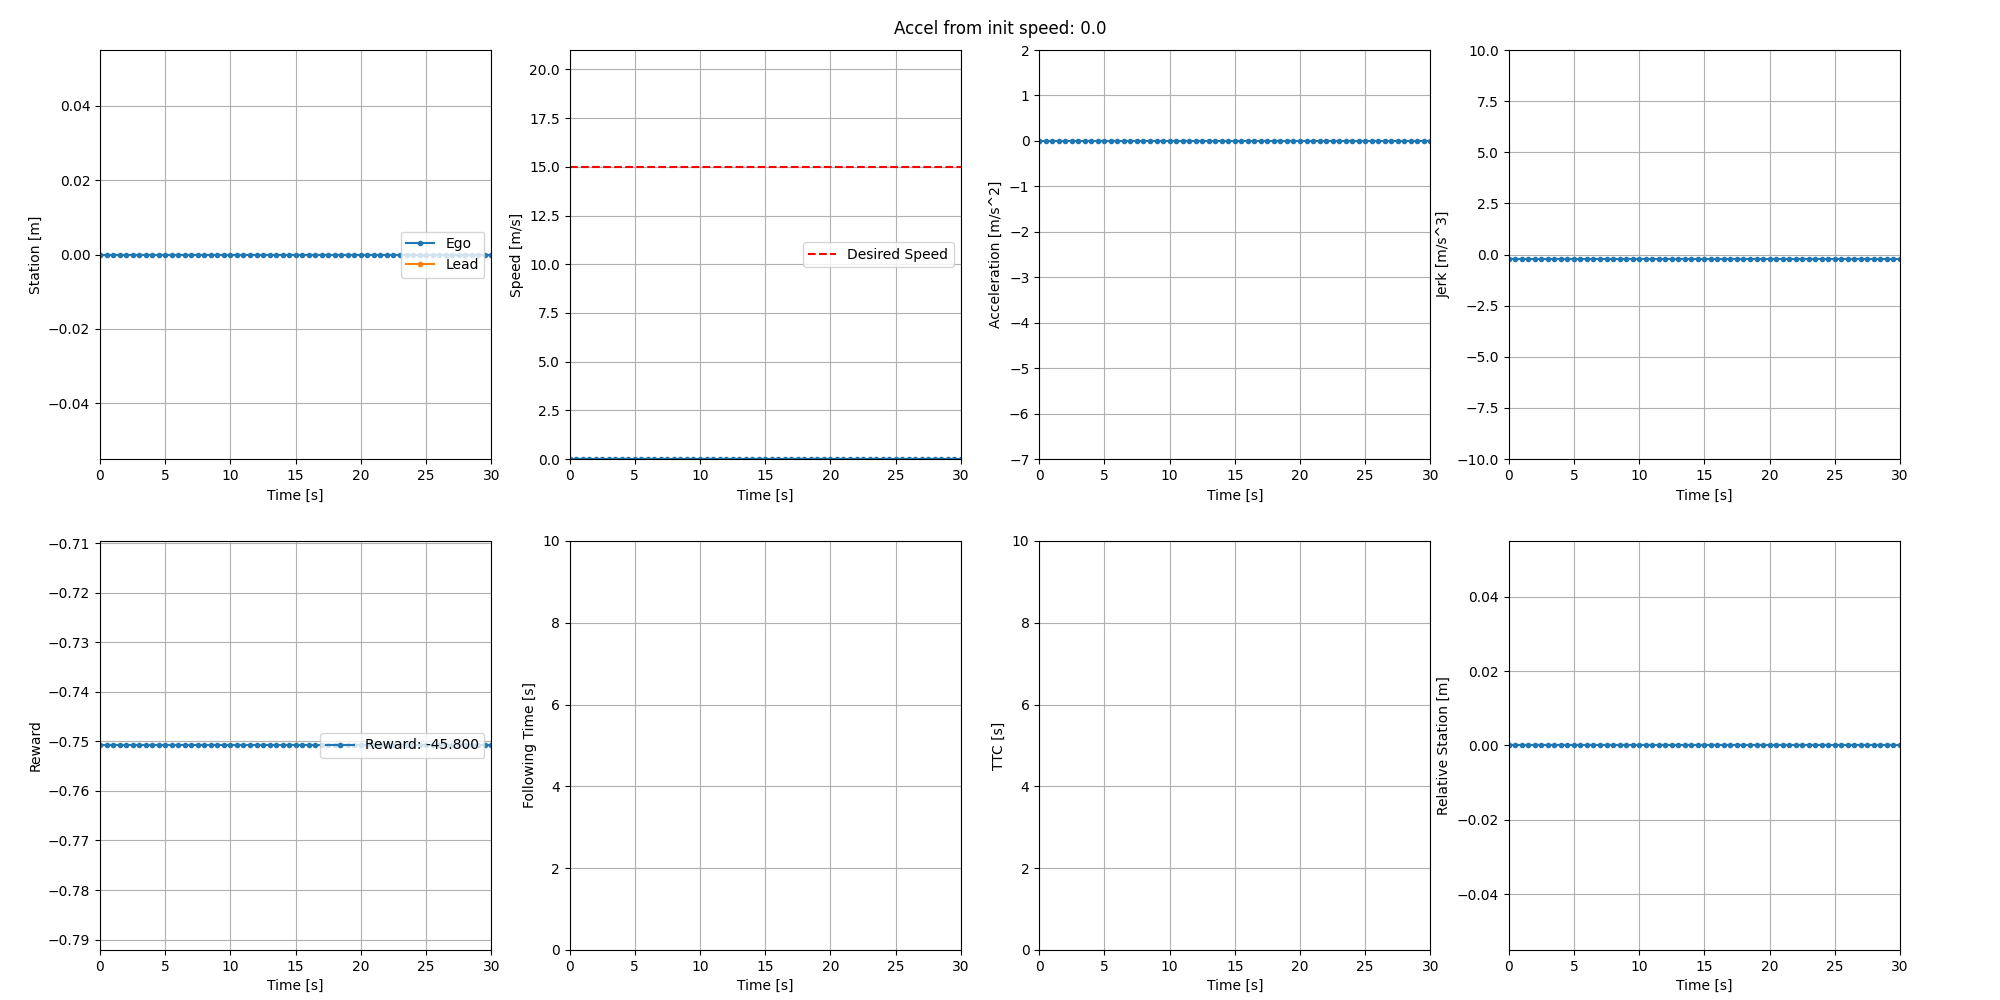 Accel from init speed: 0.0
Station [m]
0.04
0.02
0.00
−0.02
−0.04
Ego
Lead
0 5 10 15 20 25 30
Time [s]
Speed [m/s]
20.0
17.5
15.0
12.5
10.0
7.5
5.0
2.5
0.0
Desired Speed
0 5 10 15 20 25 30
Time [s]
Acceleration [m/s^2]
2
1
0
−1
−2
−3
−4
−5
−6
−7
0 5 10 15 20 25 30
Time [s]
Jerk [m/s^3]
10.0
7.5
5.0
2.5
0.0
−2.5
−5.0
−7.5
−10.0
0 5 10 15 20 25 30
Time [s]
Reward
−0.71
−0.72
−0.73
−0.74
−0.75
−0.76
−0.77
−0.78
−0.79
Reward: -45.800
0 5 10 15 20 25 30
Time [s]
Following Time [s]
10
8
6
4
2
0
0 5 10 15 20 25 30
Time [s]
TTC [s]
10
8
6
4
2
0
0 5 10 15 20 25 30
Time [s]
Relative Station [m]
0.04
0.02
0.00
−0.02
−0.04
0 5 10 15 20 25 30
Time [s]